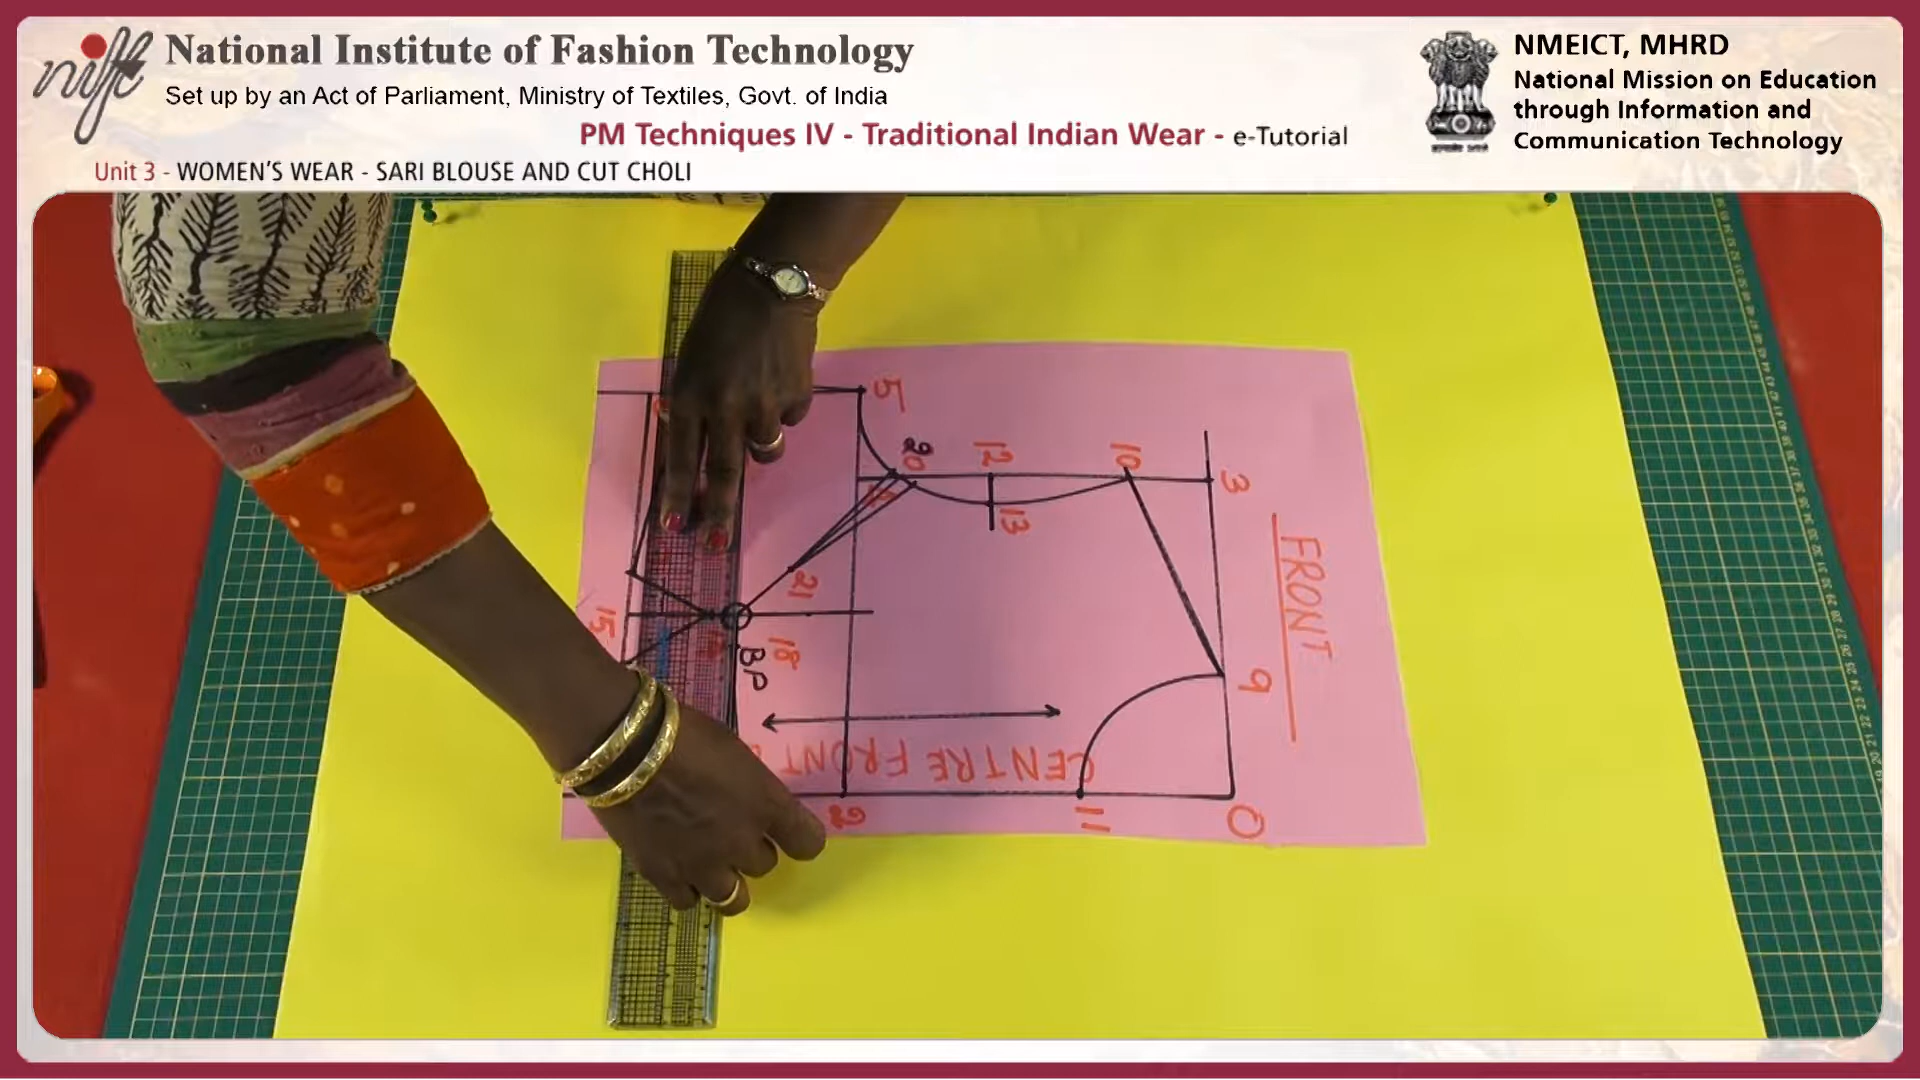 nift
National Institute of Fashion Technology
Set up by an Act of Parliament, Ministry of Textiles, Govt. of India
PM Techniques IV - Traditional Indian Wear - e-Tutorial
Unit 3 - WOMEN'S WEAR - SARI BLOUSE AND CUT CHOLI
NMEICT, MHRD
National Mission on Education
through Information and
Communication Technology
5
20
12
10
3
13
FRONT
21
15
18
BP
9
CENTRE FRONT
2
11
0